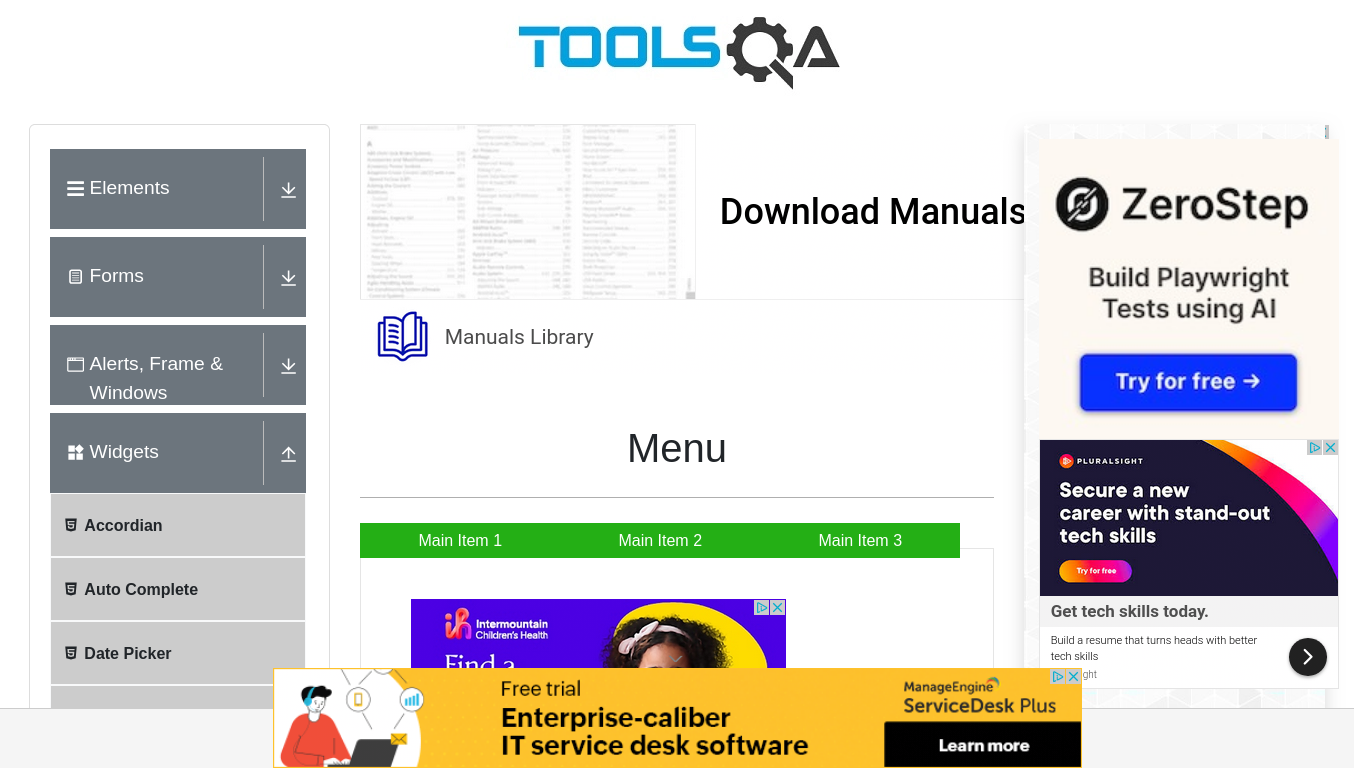 TOOLSQA
Elements
Forms
Alerts, Frame &
Windows
Widgets
Accordian
Auto Complete
Date Picker
Download Manuals
Manuals Library
Menu
Main Item 1
Main Item 2
Main Item 3
Intermountain
Children's Health
Find a
ZeroStep
Build Playwright
Tests using AI
Try for free →
PLURALSIGHT
Secure a new
career with stand-out
tech skills
Try for free
Get tech skills today.
Build a resume that turns heads with better
tech skills
ght
Free trial
Enterprise-caliber
IT service desk software
ManageEngine
ServiceDesk Plus
Learn more